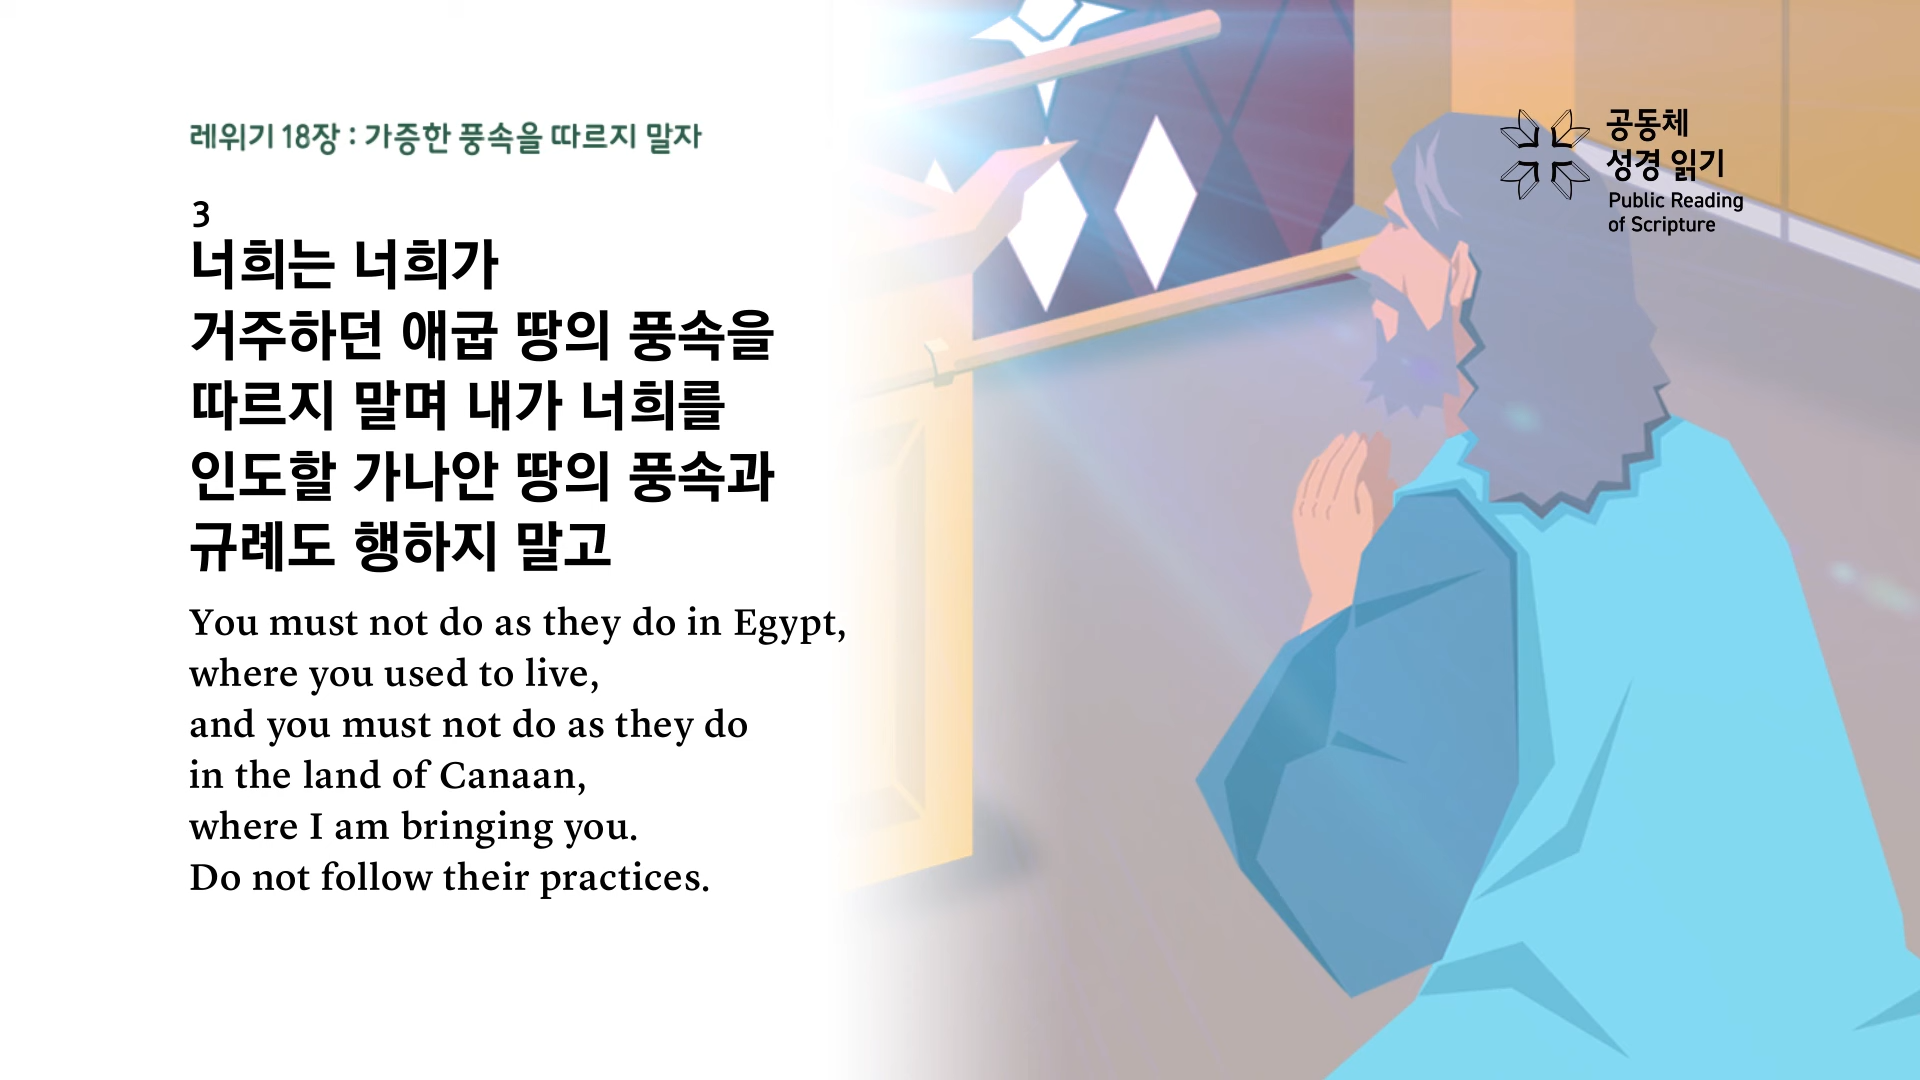 레위기 18장 : 가증한 풍속을 따르지 말자
3
너희는 너희가
거주하던 애굽 땅의 풍속을
따르지 말며 내가 너희를
인도할 가나안 땅의 풍속과
규례도 행하지 말고
You must not do as they do in Egypt,
where you used to live,
and you must not do as they do
in the land of Canaan,
where I am bringing you.
Do not follow their practices.
공동체
성경 읽기
Public Reading
of Scripture